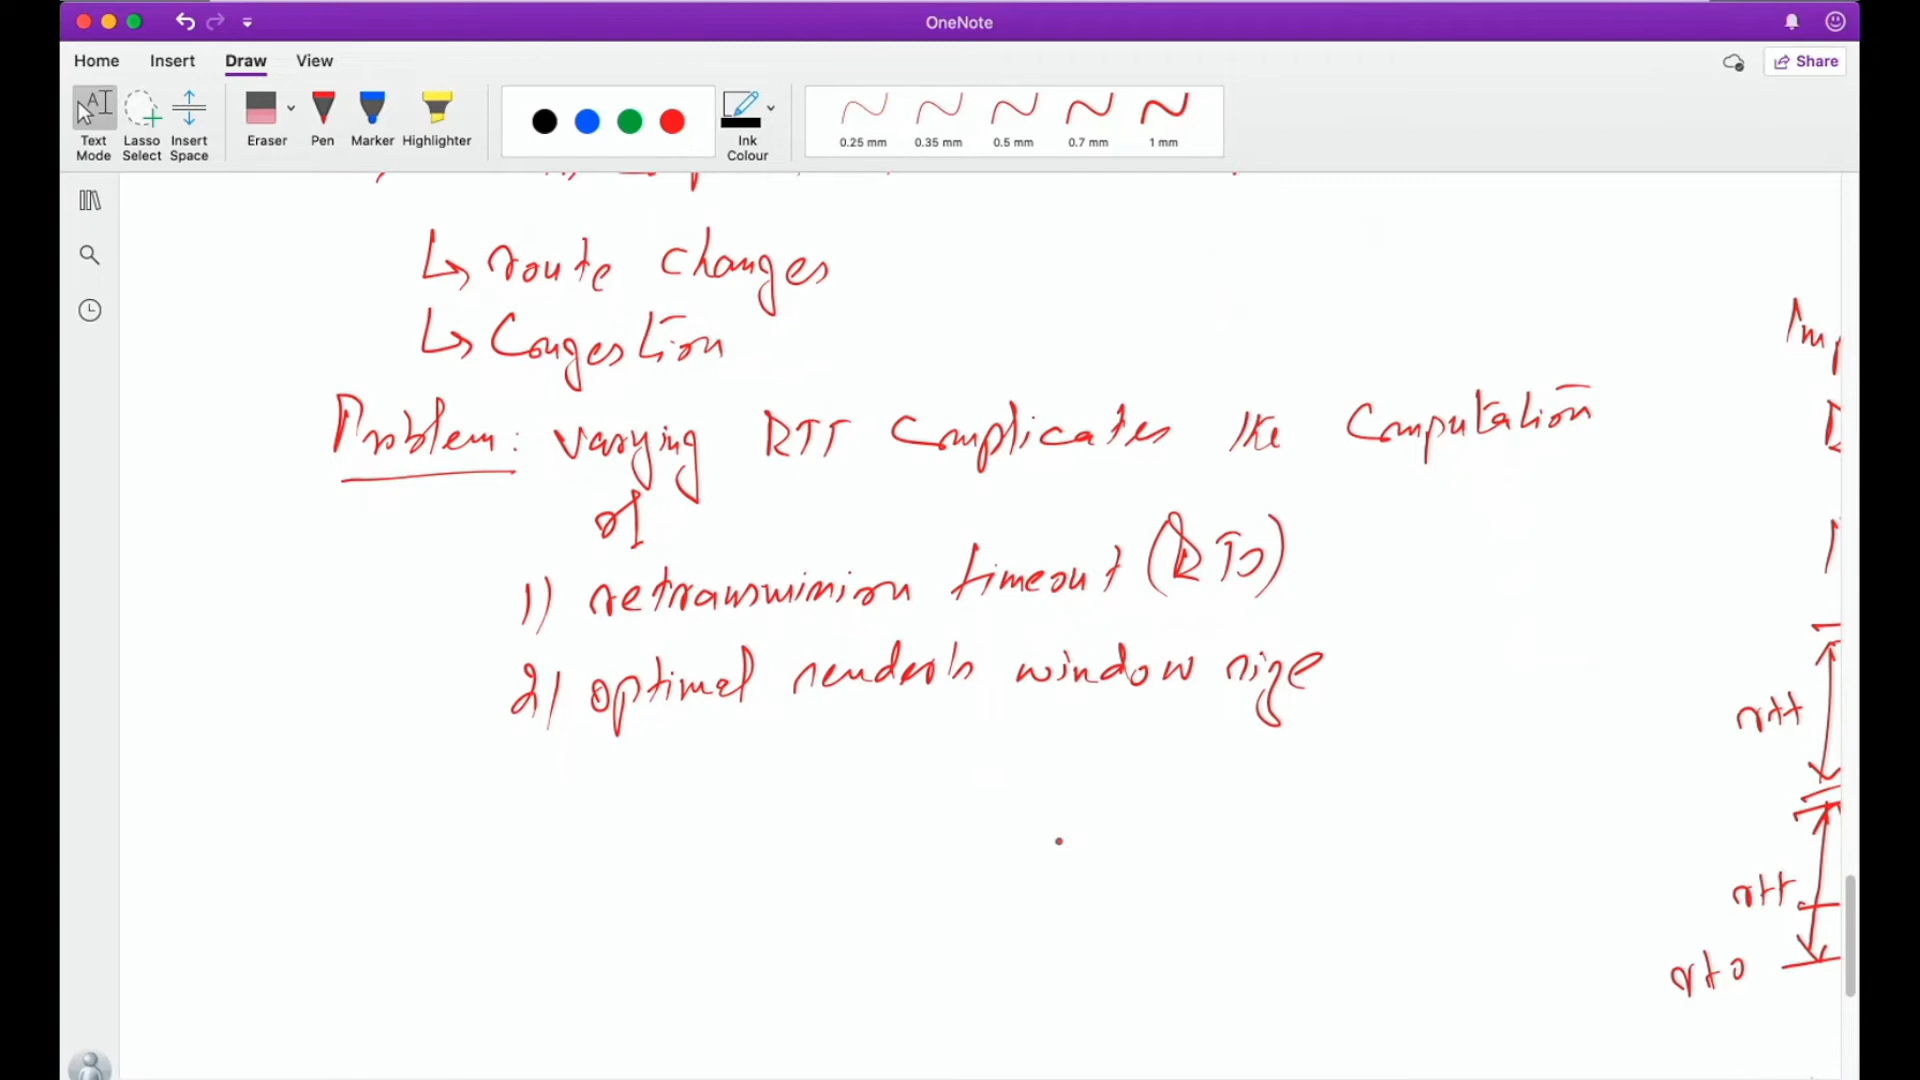 OneNote
Home Insert Draw View
Share
Text Mode
Lasso Select
Insert Space
Eraser
Pen
Marker
Highlighter
Ink Colour
0.25 mm
0.35 mm
0.5 mm
0.7 mm
1 mm
↳ route changes
↳ Congestion
Problem: varying RTT complicates the computation
of
1) retransmission timeout (RTO)
2) optimal sender's window size
Imp
rtt
rtt
rto